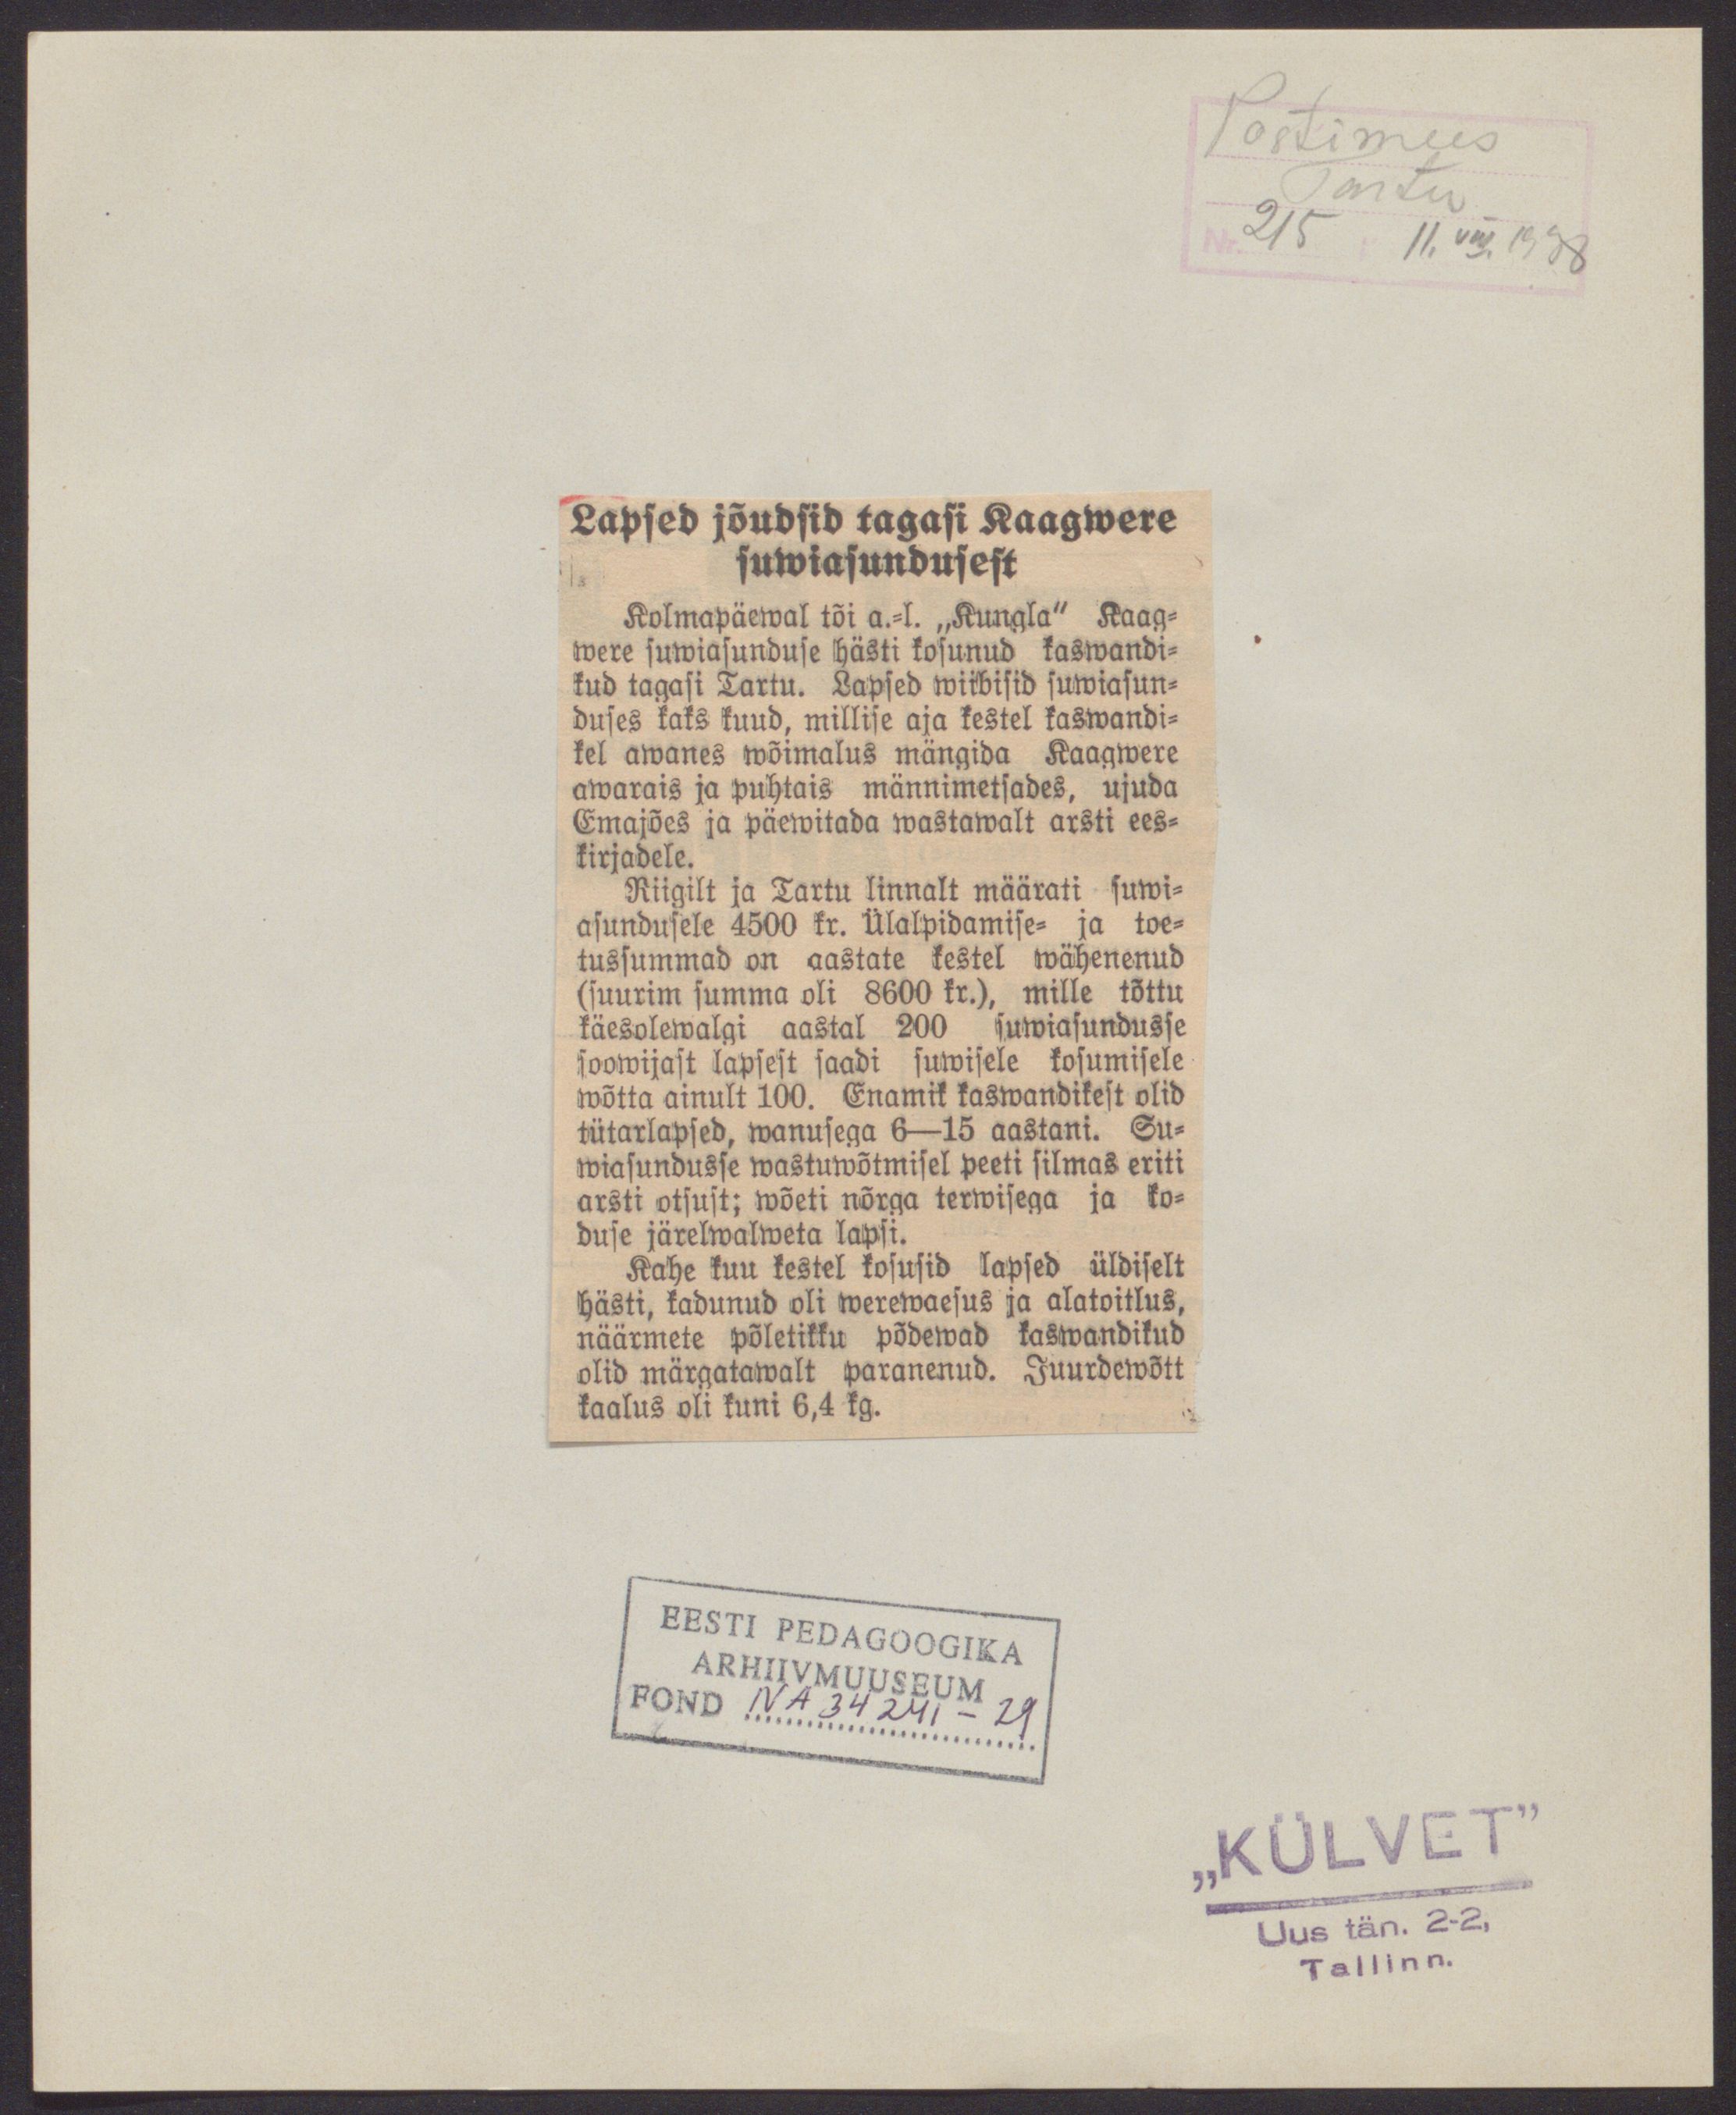 Postimees
Tartu
Nr. 215 11. VIII. 1938
Lapsed jõudsid tagasi Kaagwere
suwiasundusest
Kolmapäewal tõi a.-l. „Kungla“ Kaag-
were suwiasunduse hästi kosunud kaswandi-
kud tagasi Tartu. Lapsed wiibisid suwiasun-
duses kaks kuud, millise aja kestel kaswandi-
kel awanes wõimalus mängida Kaagwere
awarais ja puhtais männimetsades, ujuda
Emajões ja päewitada wastawalt arsti ees-
kirjadele.
Riigilt ja Tartu linnalt määrati suwi-
asundusele 4500 kr. Ülalpidamise- ja toe-
tussummad on aastate kestel wähenenud
(suurim summa oli 8600 kr.), mille tõttu
käesolewalgi aastal 200 suwiasundusse
soowijast lapsest saadi suwisele kosumisele
wõtta ainult 100. Enamik kaswandikest olid
tütarlapsed, wanusega 6—15 aastani. Su-
wiasundusse wastuwõtmisel peeti silmas eriti
arsti otsust; wõeti nõrga terwisega ja ko-
duse järelwalweta lapsi.
Kahe kuu kestel kosusid lapsed üldiselt
hästi, kadunud oli werewaesus ja alatoitlus,
näärmete põletikku põdewad kaswandikud
olid märgatawalt paranenud. Juurdewõtt
kaalus oli kuni 6,4 kg.
EESTI PEDAGOOGIKA
ARHIIVMUUSEUM
FOND IVA 34 241 - 29
„KÜLVET”
Uus tän. 2-2,
Tallinn.